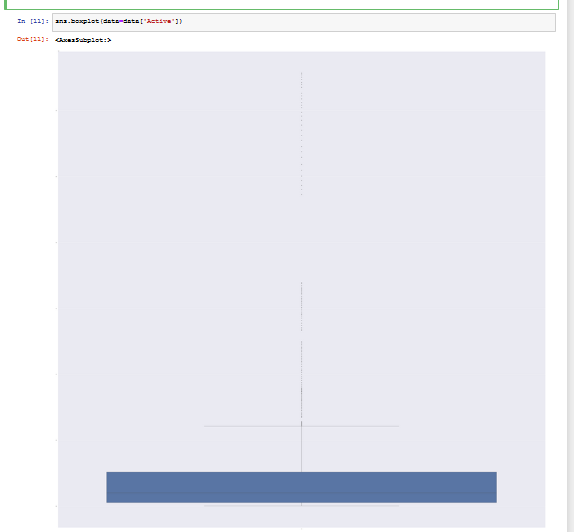 In [11]: sns.boxplot(data=data['Active'])
Out[11]: <AxesSubplot:>